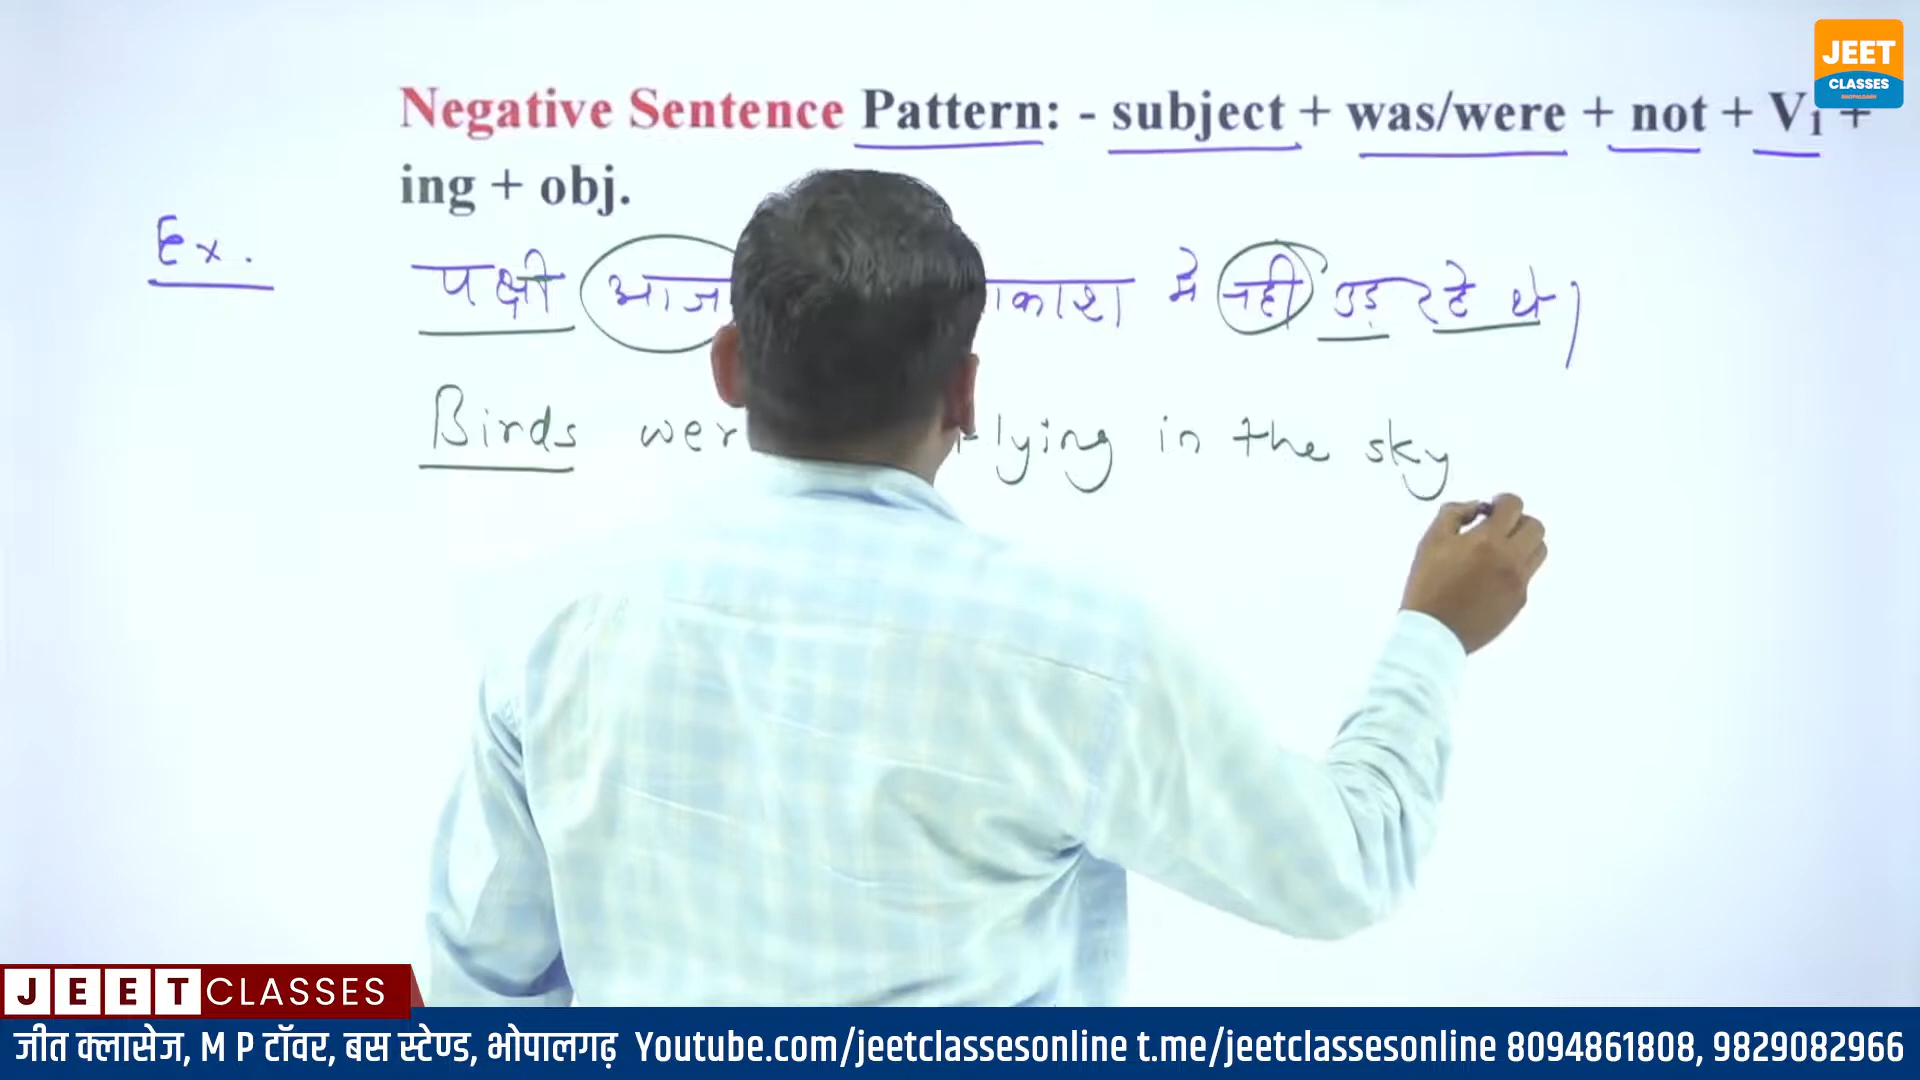 JEET
CLASSES
Negative Sentence Pattern: - subject + was/were + not + V1 +
ing + obj.
Ex.
पक्षी आज में नहीं उड़ रहे थे।
Birds in the sky
JEET CLASSES
जीत क्लासेज, M P टॉवर, बस स्टेण्ड, भोपालगढ़ Youtube.com/jeetclassesonline t.me/jeetclassesonline 8094861808, 9829082966